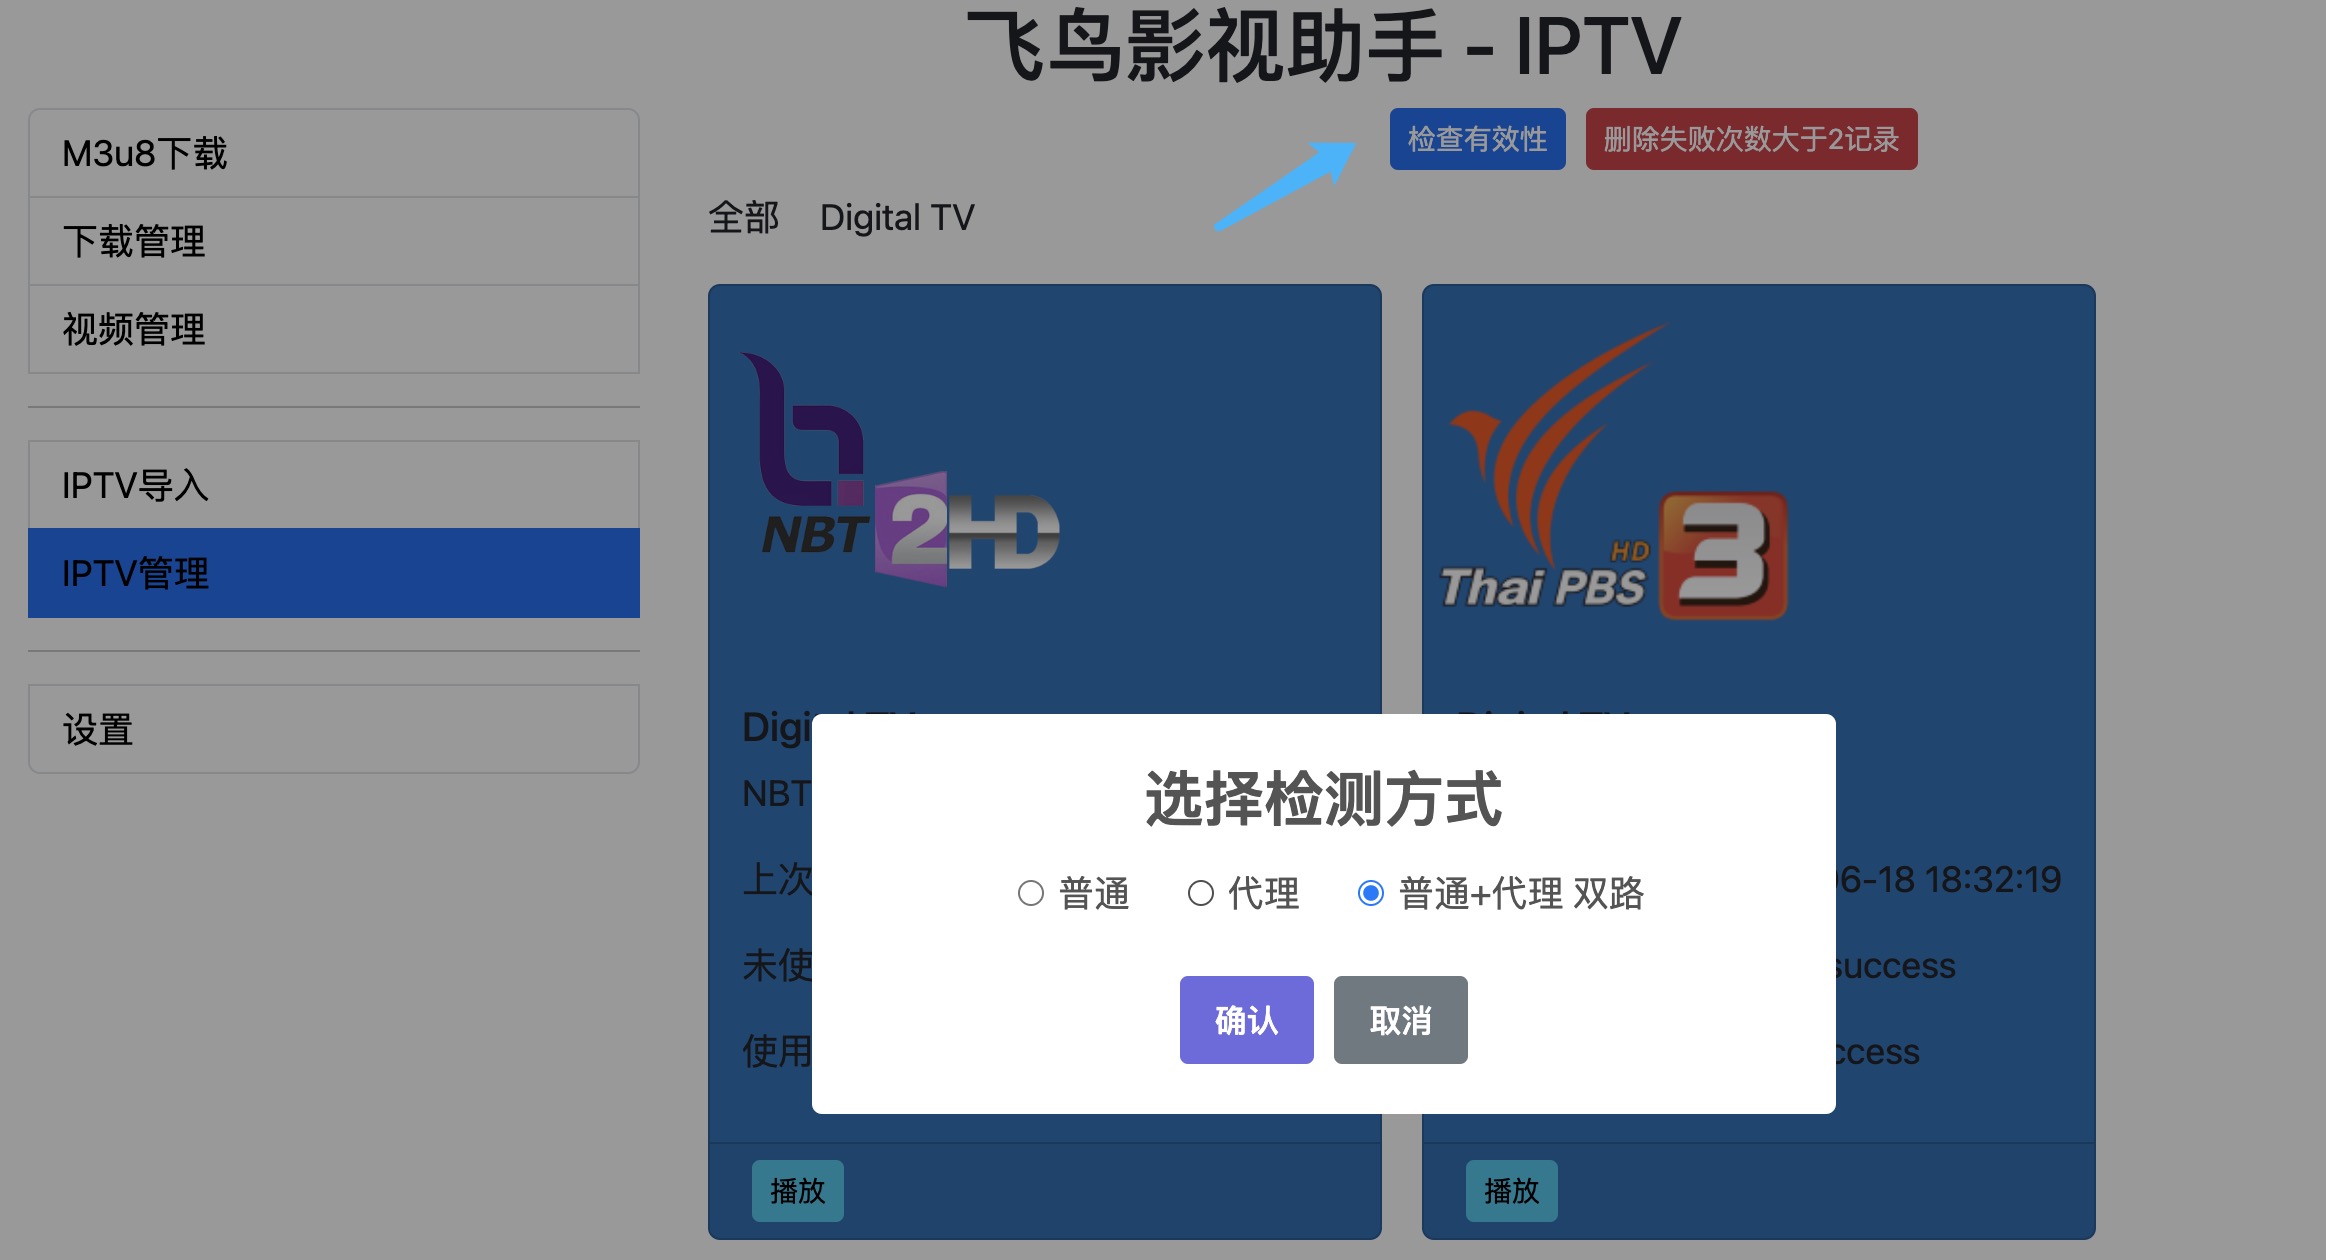 飞鸟影视助手 - IPTV
检查有效性 删除失败次数大于2记录
M3u8下载
下载管理
视频管理
IPTV导入
IPTV管理
设置
全部 Digital TV
NBT 2HD
HD
Thai PBS 3
NBT
上次
06-18 18:32:19
未使
success
使用
选择检测方式
普通 代理 普通+代理 双路
确认 取消
播放
播放